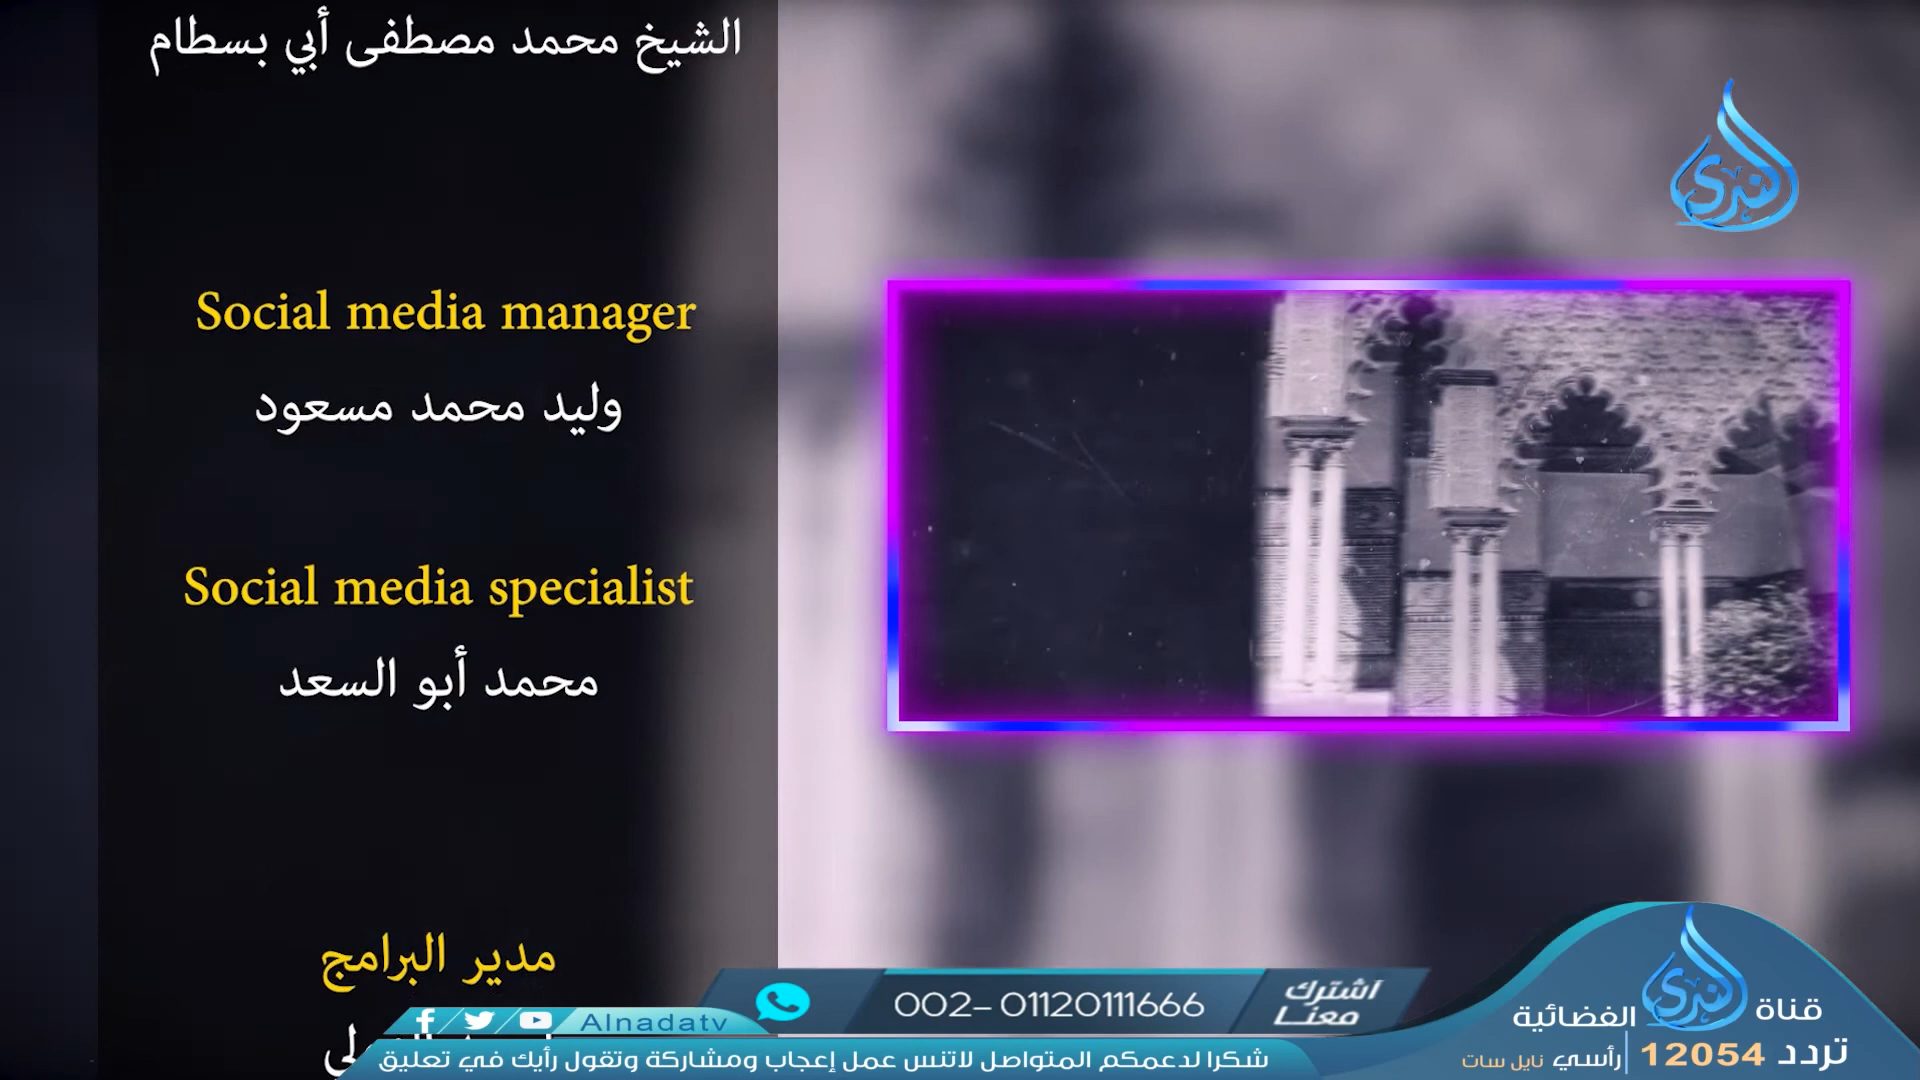 الشيخ محمد مصطفى أبي بسطام
Social media manager
وليد محمد مسعود
Social media specialist
محمد أبو السعد
مدير البرامج
الندى
اشترك معنا
002- 01120111666
Alnadatv
شكرا لدعمكم المتواصل لاتنس عمل إعجاب ومشاركة وتقول رأيك في تعليق
قناة الندى الفضائية
تردد 12054 رأسي نايل سات